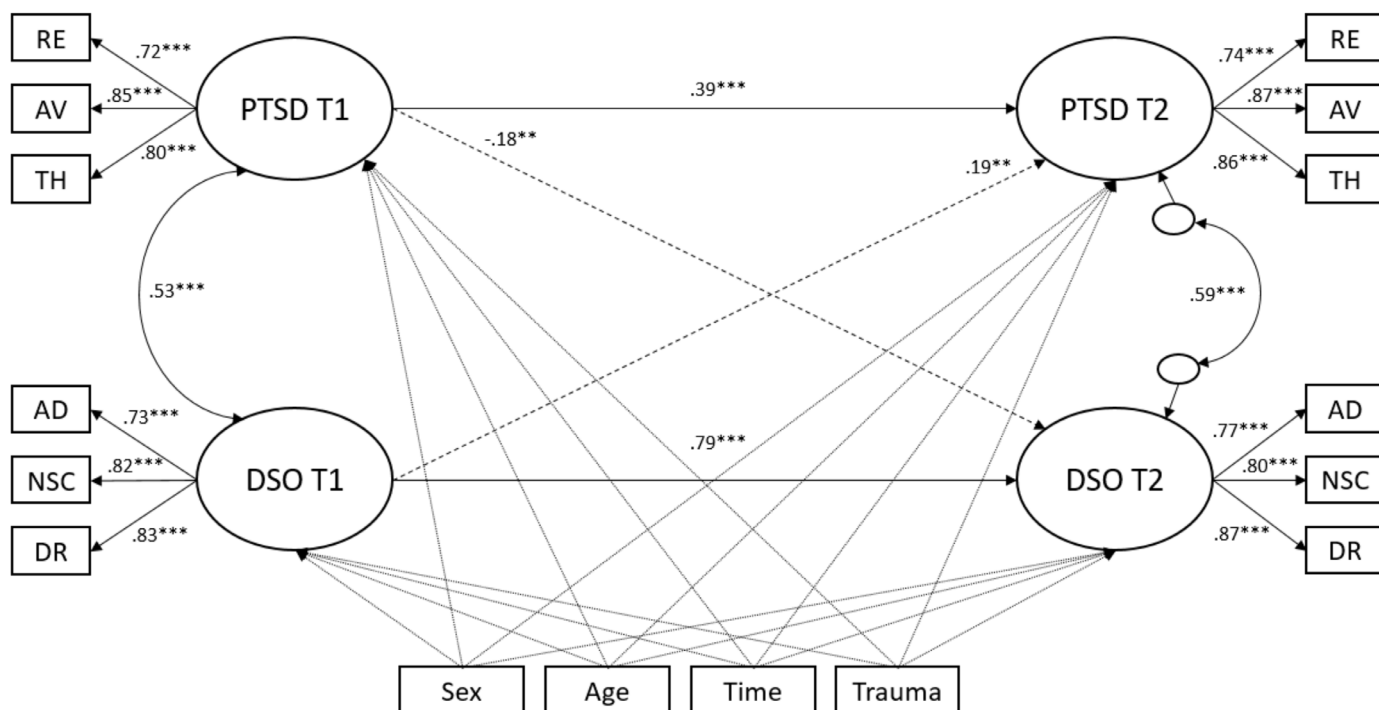 RE
.72***
AV
.85***
TH
.80***
PTSD T1
.39***
-.18**
.19**
PTSD T2
.74***
RE
.87***
AV
.86***
TH
.53***
.59***
AD
.73***
NSC
.82***
DR
.83***
DSO T1
.79***
DSO T2
.77***
AD
.80***
NSC
.87***
DR
Sex
Age
Time
Trauma